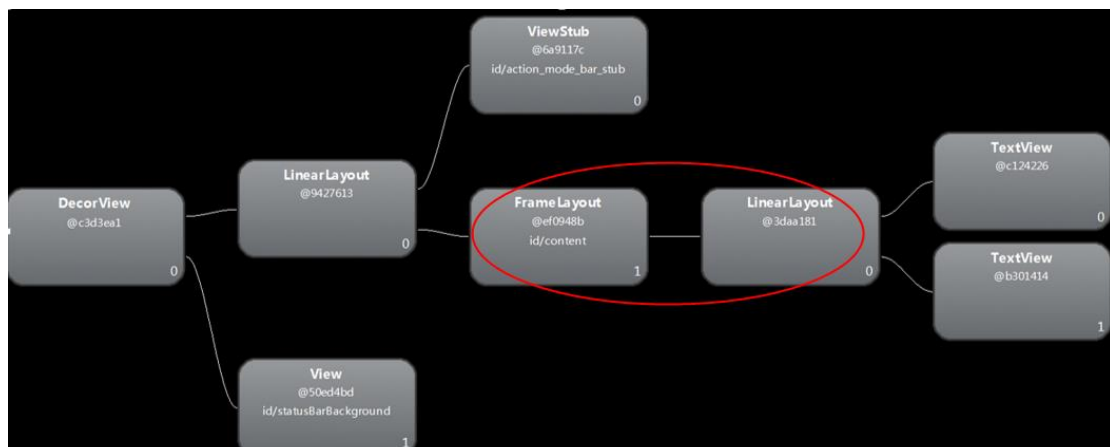 ViewStub
@6a9117c
id/action_mode_bar_stub
0
TextView
@c124226
0
LinearLayout
@9427613
0
DecorView
@c3d3ea1
0
FrameLayout
@ef0948b
id/content
1
LinearLayout
@3daa181
0
TextView
@b301414
1
View
@50ed4bd
id/statusBarBackground
1